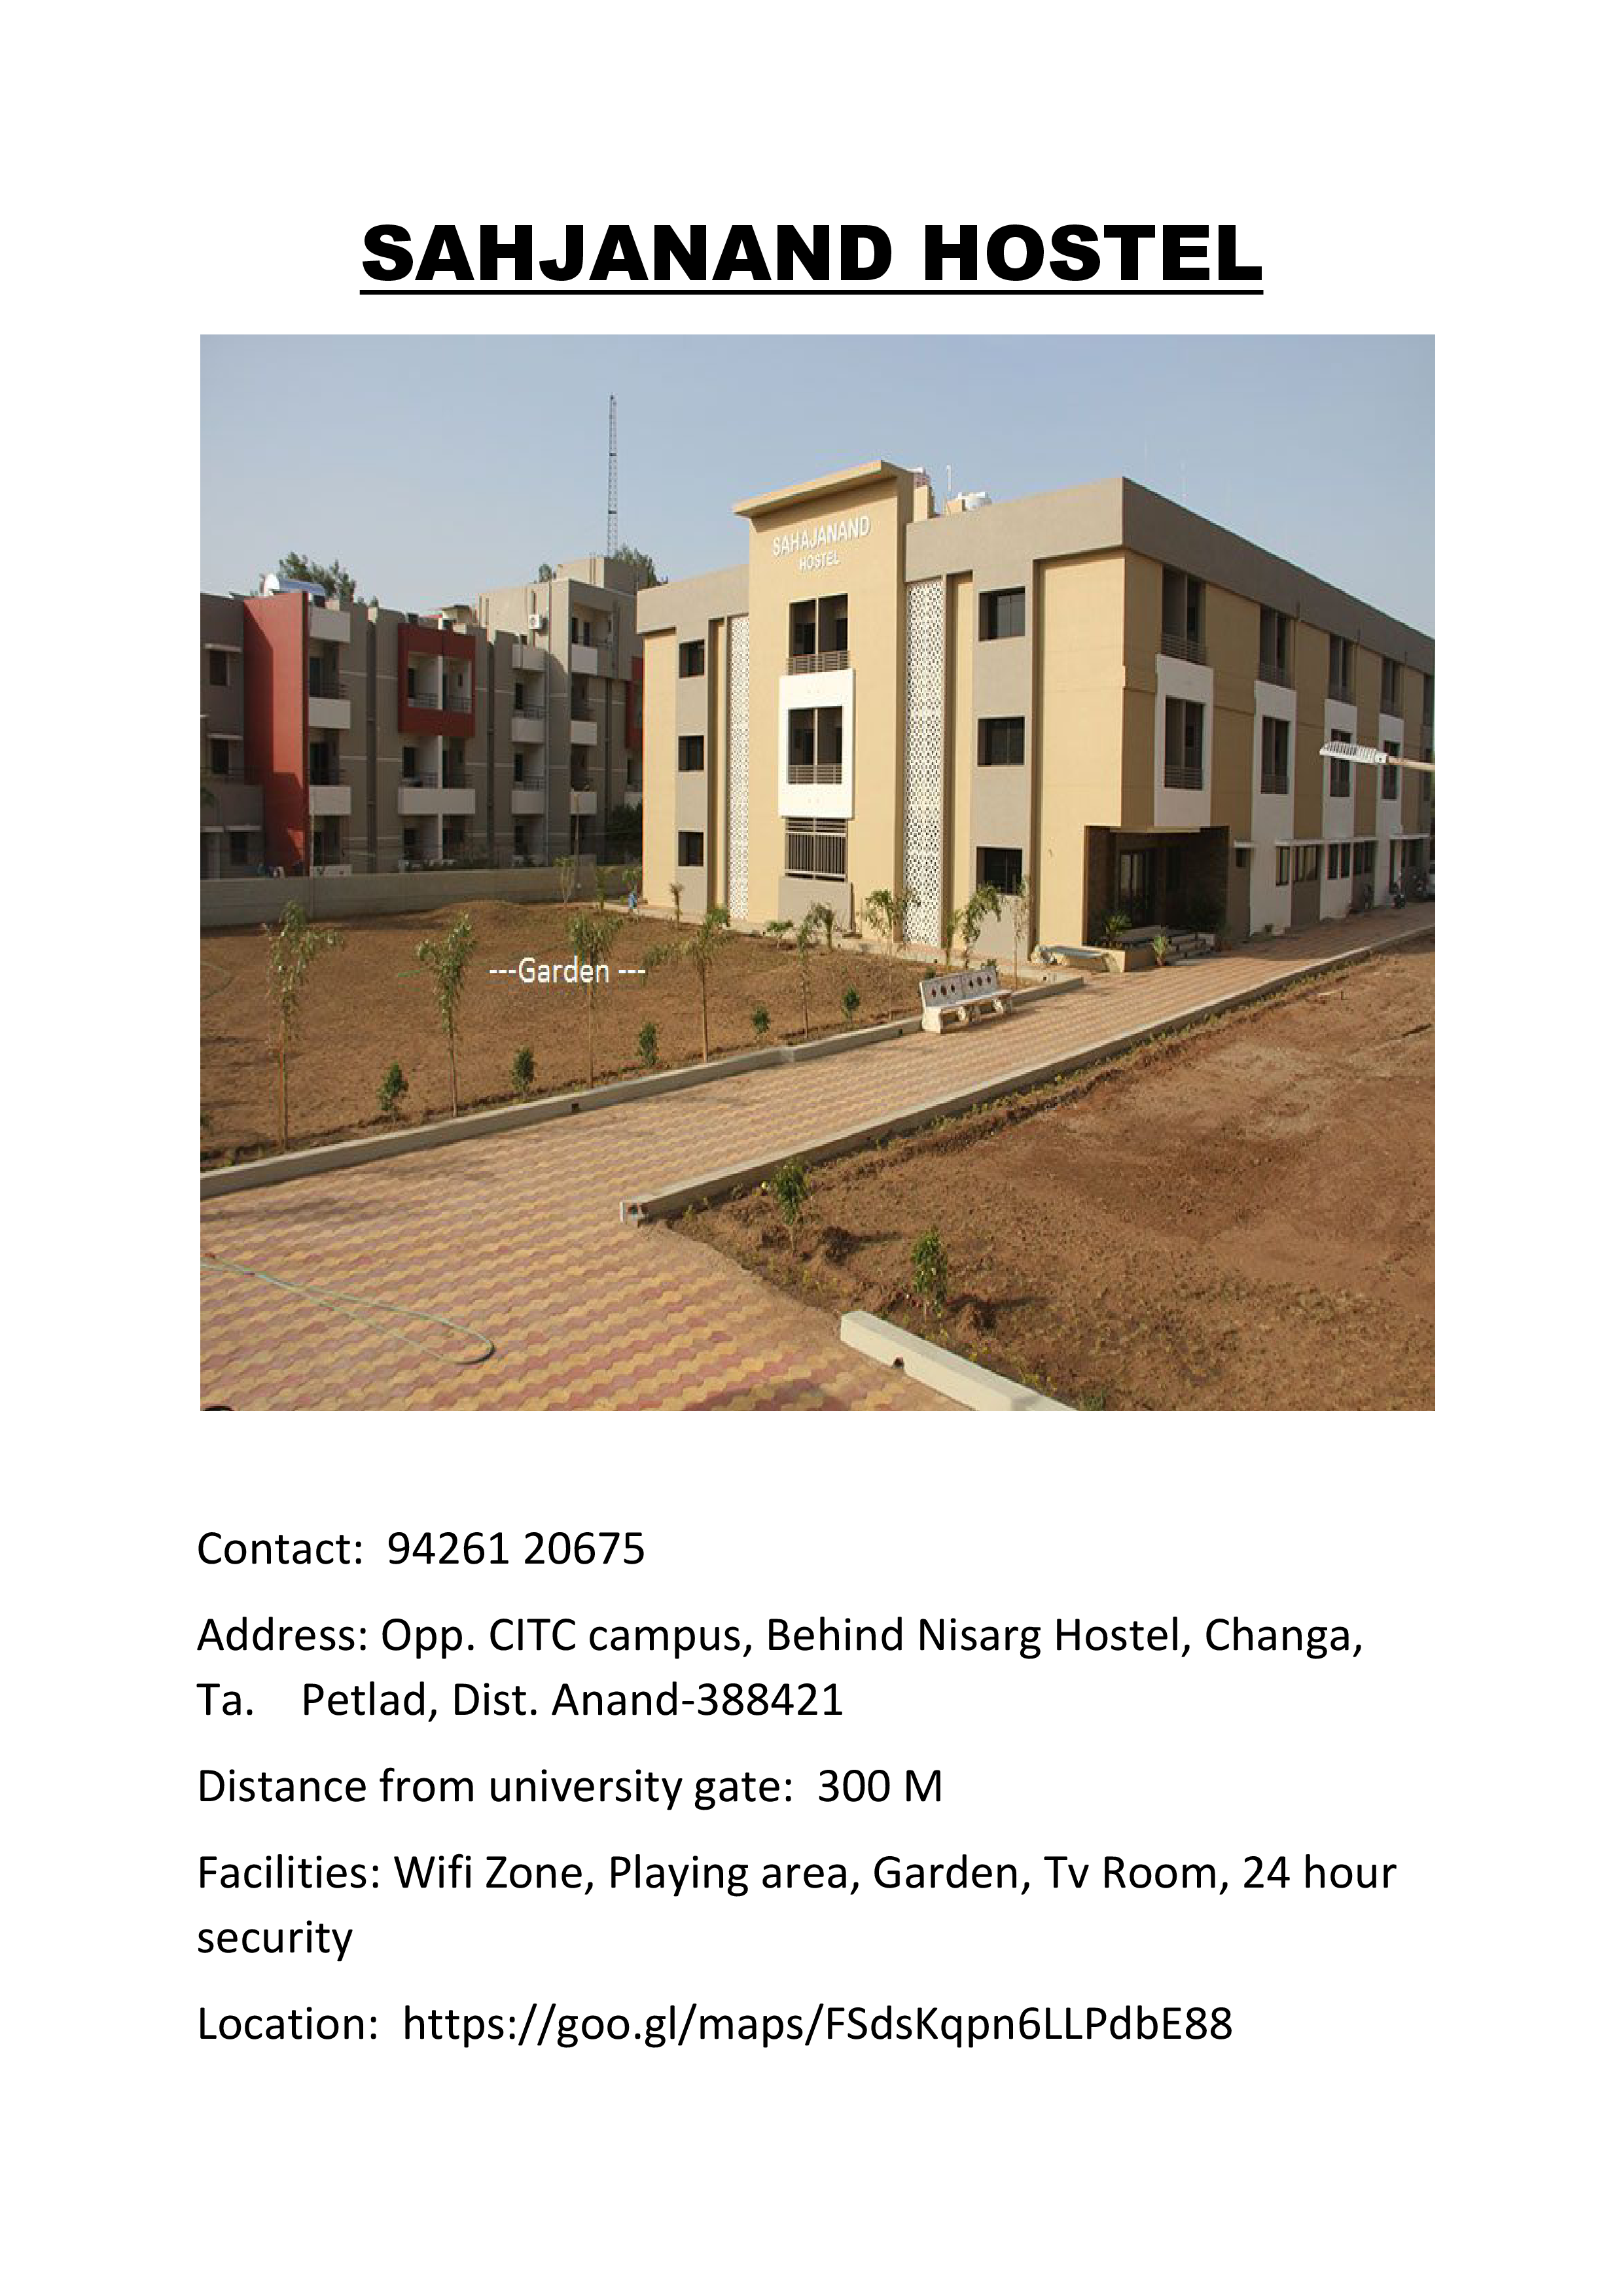 SAHJANAND HOSTEL
SAHAJANAND
HOSTEL
---Garden ---
Contact:  94261 20675
Address: Opp. CITC campus, Behind Nisarg Hostel, Changa,
Ta.    Petlad, Dist. Anand-388421
Distance from university gate:  300 M
Facilities: Wifi Zone, Playing area, Garden, Tv Room, 24 hour
security
Location:  https://goo.gl/maps/FSdsKqpn6LLPdbE88